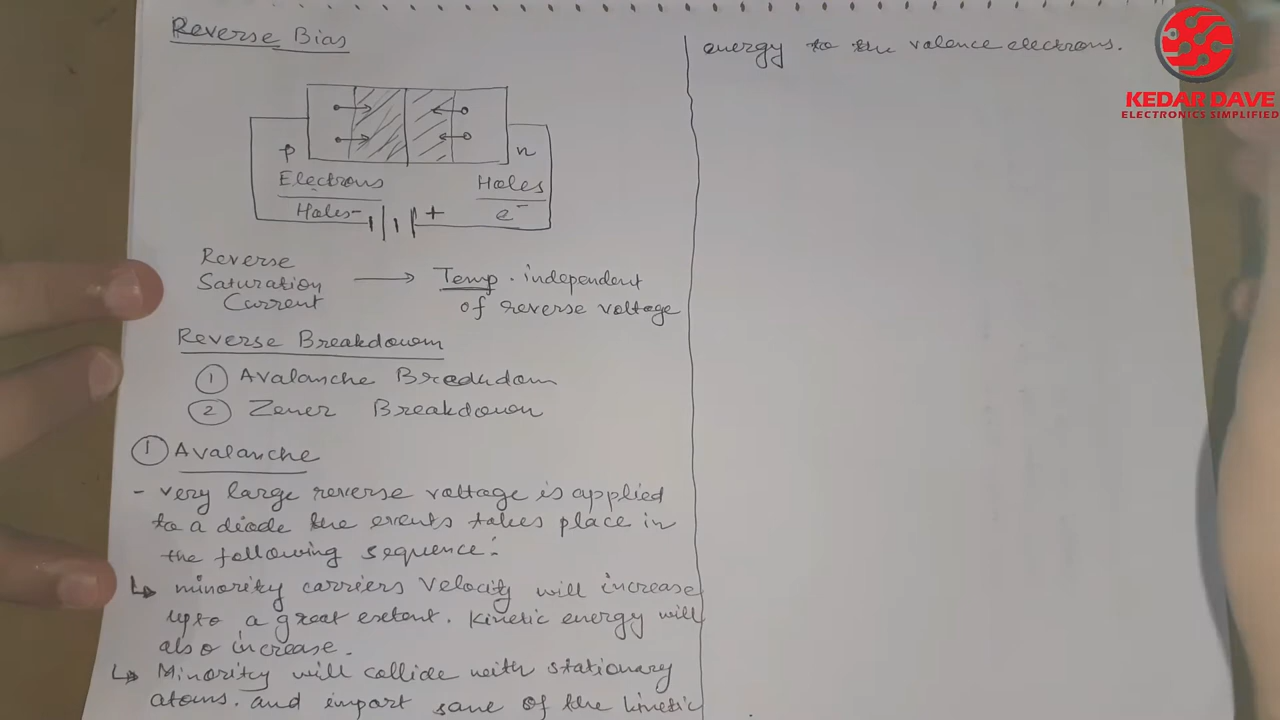 Reverse Bias
p
n
Electrons
Holes
Holes
e⁻
- +
Reverse
Saturation
Current
→ Temp. independent
of reverse voltage
Reverse Breakdown
① Avalanche Breakdown
② Zener Breakdown
① Avalanche
- very large reverse voltage is applied
to a diode the events takes place in
the following sequence:
↳ minority carriers velocity will increase
upto a great extent. Kinetic energy will
also increase.
↳ Minority will collide with stationary
atoms. and impart some of the kinetic
energy to the valence electrons.
KEDAR DAVE
ELECTRONICS SIMPLIFIED